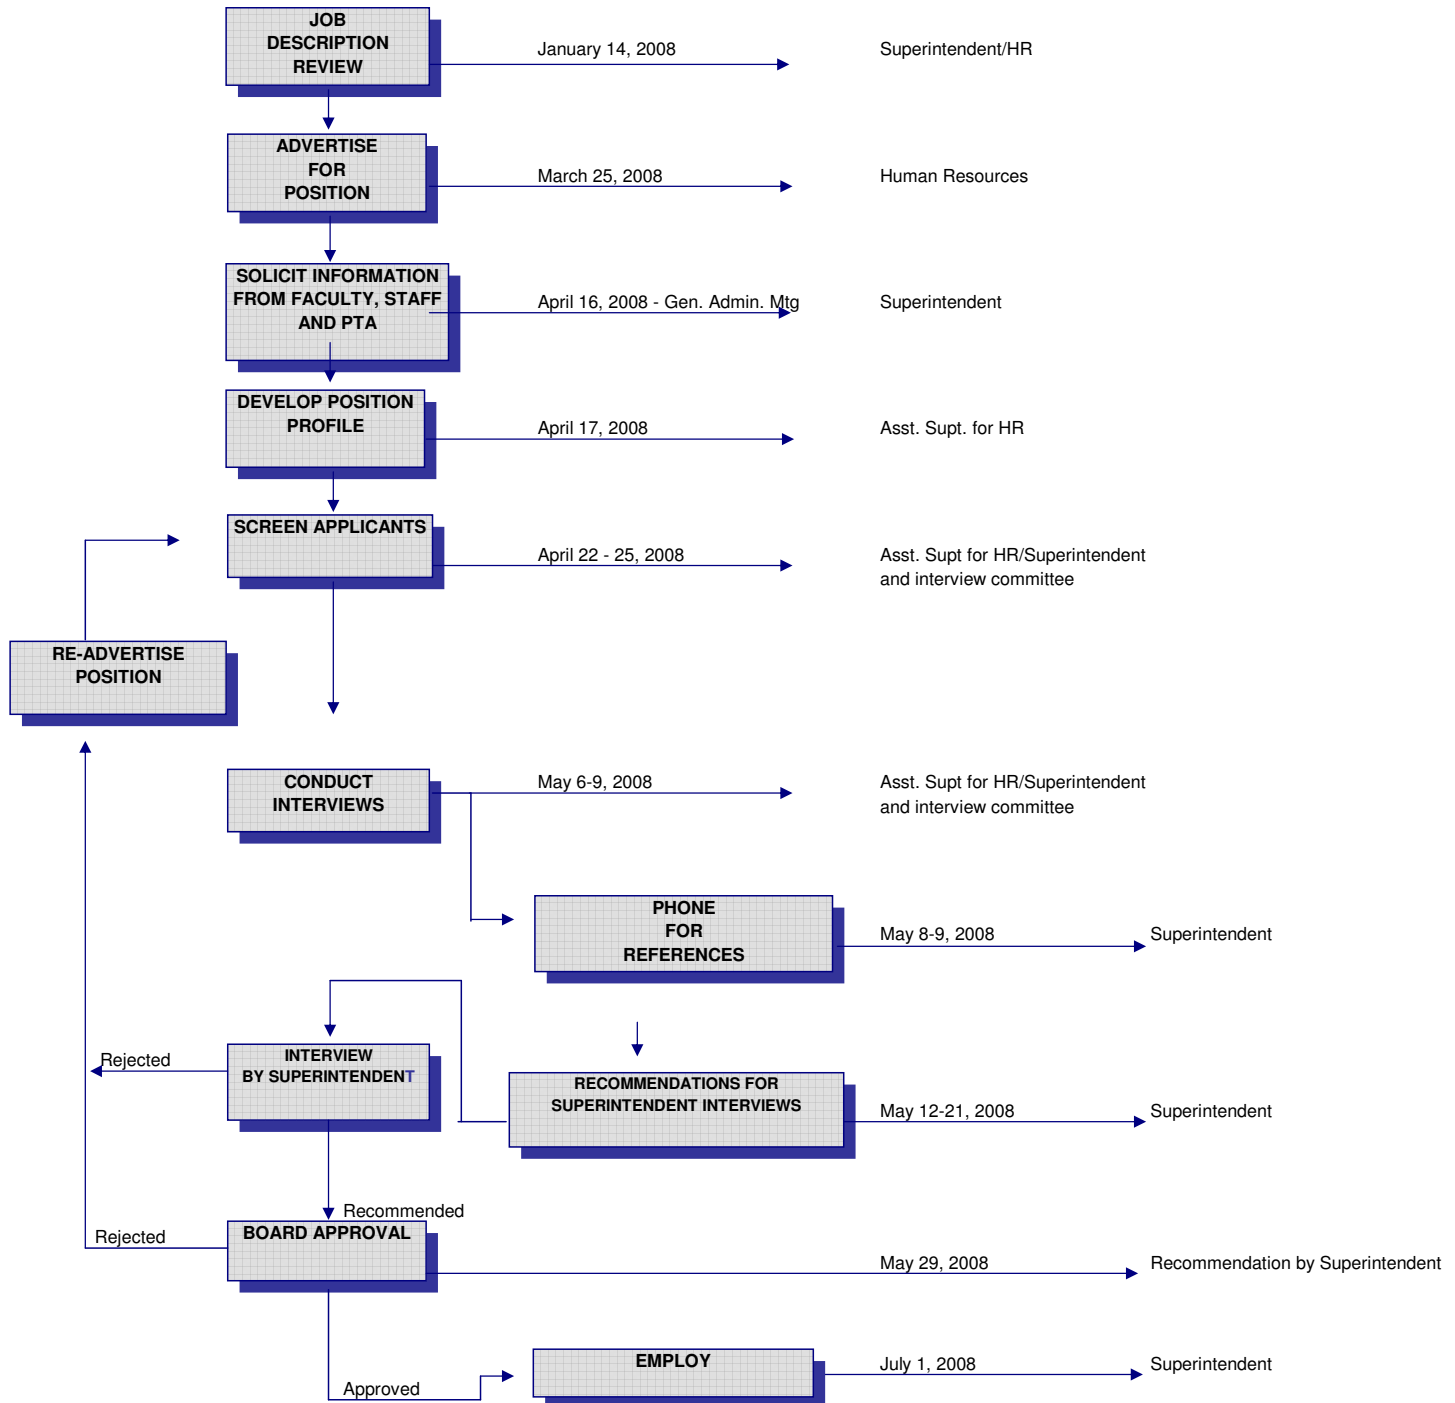 JOB
DESCRIPTION
REVIEW
January 14, 2008
Superintendent/HR
ADVERTISE
FOR
POSITION
March 25, 2008
Human Resources
SOLICIT INFORMATION
FROM FACULTY, STAFF
AND PTA
April 16, 2008 - Gen. Admin. Mtg
Superintendent
DEVELOP POSITION
PROFILE
April 17, 2008
Asst. Supt. for HR
SCREEN APPLICANTS
April 22 - 25, 2008
Asst. Supt for HR/Superintendent
and interview committee
RE-ADVERTISE
POSITION
CONDUCT
INTERVIEWS
May 6-9, 2008
Asst. Supt for HR/Superintendent
and interview committee
PHONE
FOR
REFERENCES
May 8-9, 2008
Superintendent
Rejected
INTERVIEW
BY SUPERINTENDENT
RECOMMENDATIONS FOR
SUPERINTENDENT INTERVIEWS
May 12-21, 2008
Superintendent
Recommended
Rejected
BOARD APPROVAL
May 29, 2008
Recommendation by Superintendent
Approved
EMPLOY
July 1, 2008
Superintendent